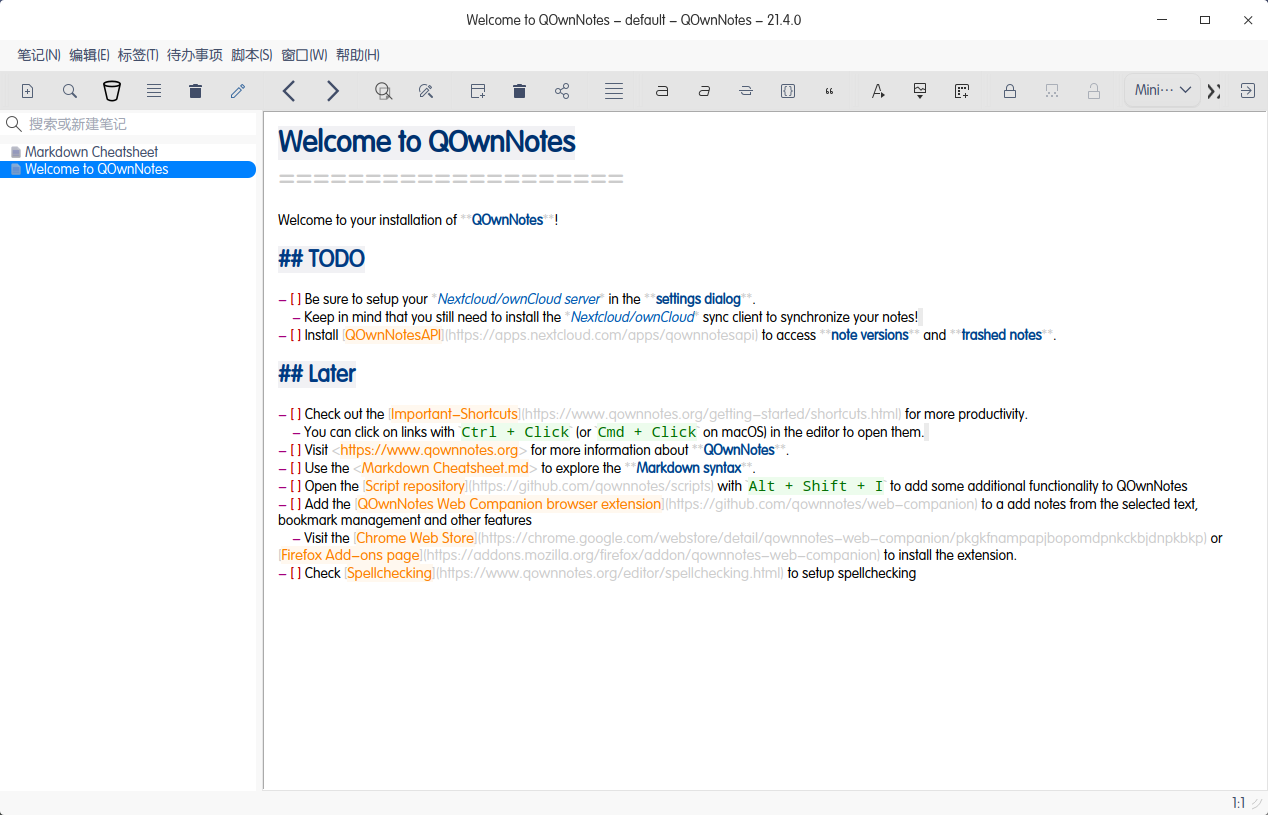 Welcome to QOwnNotes – default – QOwnNotes – 21.4.0
笔记(N) 编辑(E) 标签(T) 待办事项 脚本(S) 窗口(W) 帮助(H)
Mini···
搜索或新建笔记
Markdown Cheatsheet
Welcome to QOwnNotes
Welcome to QOwnNotes
====================
Welcome to your installation of **QOwnNotes**!
## TODO
– [ ] Be sure to setup your *Nextcloud/ownCloud server* in the **settings dialog**.
– Keep in mind that you still need to install the *Nextcloud/ownCloud* sync client to synchronize your notes!
– [ ] Install [QOwnNotesAPI](https://apps.nextcloud.com/apps/qownnotesapi) to access **note versions** and **trashed notes**.
## Later
– [ ] Check out the [Important–Shortcuts](https://www.qownnotes.org/getting–started/shortcuts.html) for more productivity.
– You can click on links with `Ctrl + Click` (or `Cmd + Click` on macOS) in the editor to open them.
– [ ] Visit <https://www.qownnotes.org> for more information about **QOwnNotes**.
– [ ] Use the <Markdown Cheatsheet.md> to explore the **Markdown syntax**.
– [ ] Open the [Script repository](https://github.com/qownnotes/scripts) with `Alt + Shift + I` to add some additional functionality to QOwnNotes
– [ ] Add the [QOwnNotes Web Companion browser extension](https://github.com/qownnotes/web–companion) to a add notes from the selected text,
bookmark management and other features
– Visit the [Chrome Web Store](https://chrome.google.com/webstore/detail/qownnotes–web–companion/pkgkfnampapjbopomdpnkckbjdnpkbkp) or
[Firefox Add–ons page](https://addons.mozilla.org/firefox/addon/qownnotes–web–companion) to install the extension.
– [ ] Check [Spellchecking](https://www.qownnotes.org/editor/spellchecking.html) to setup spellchecking
1:1